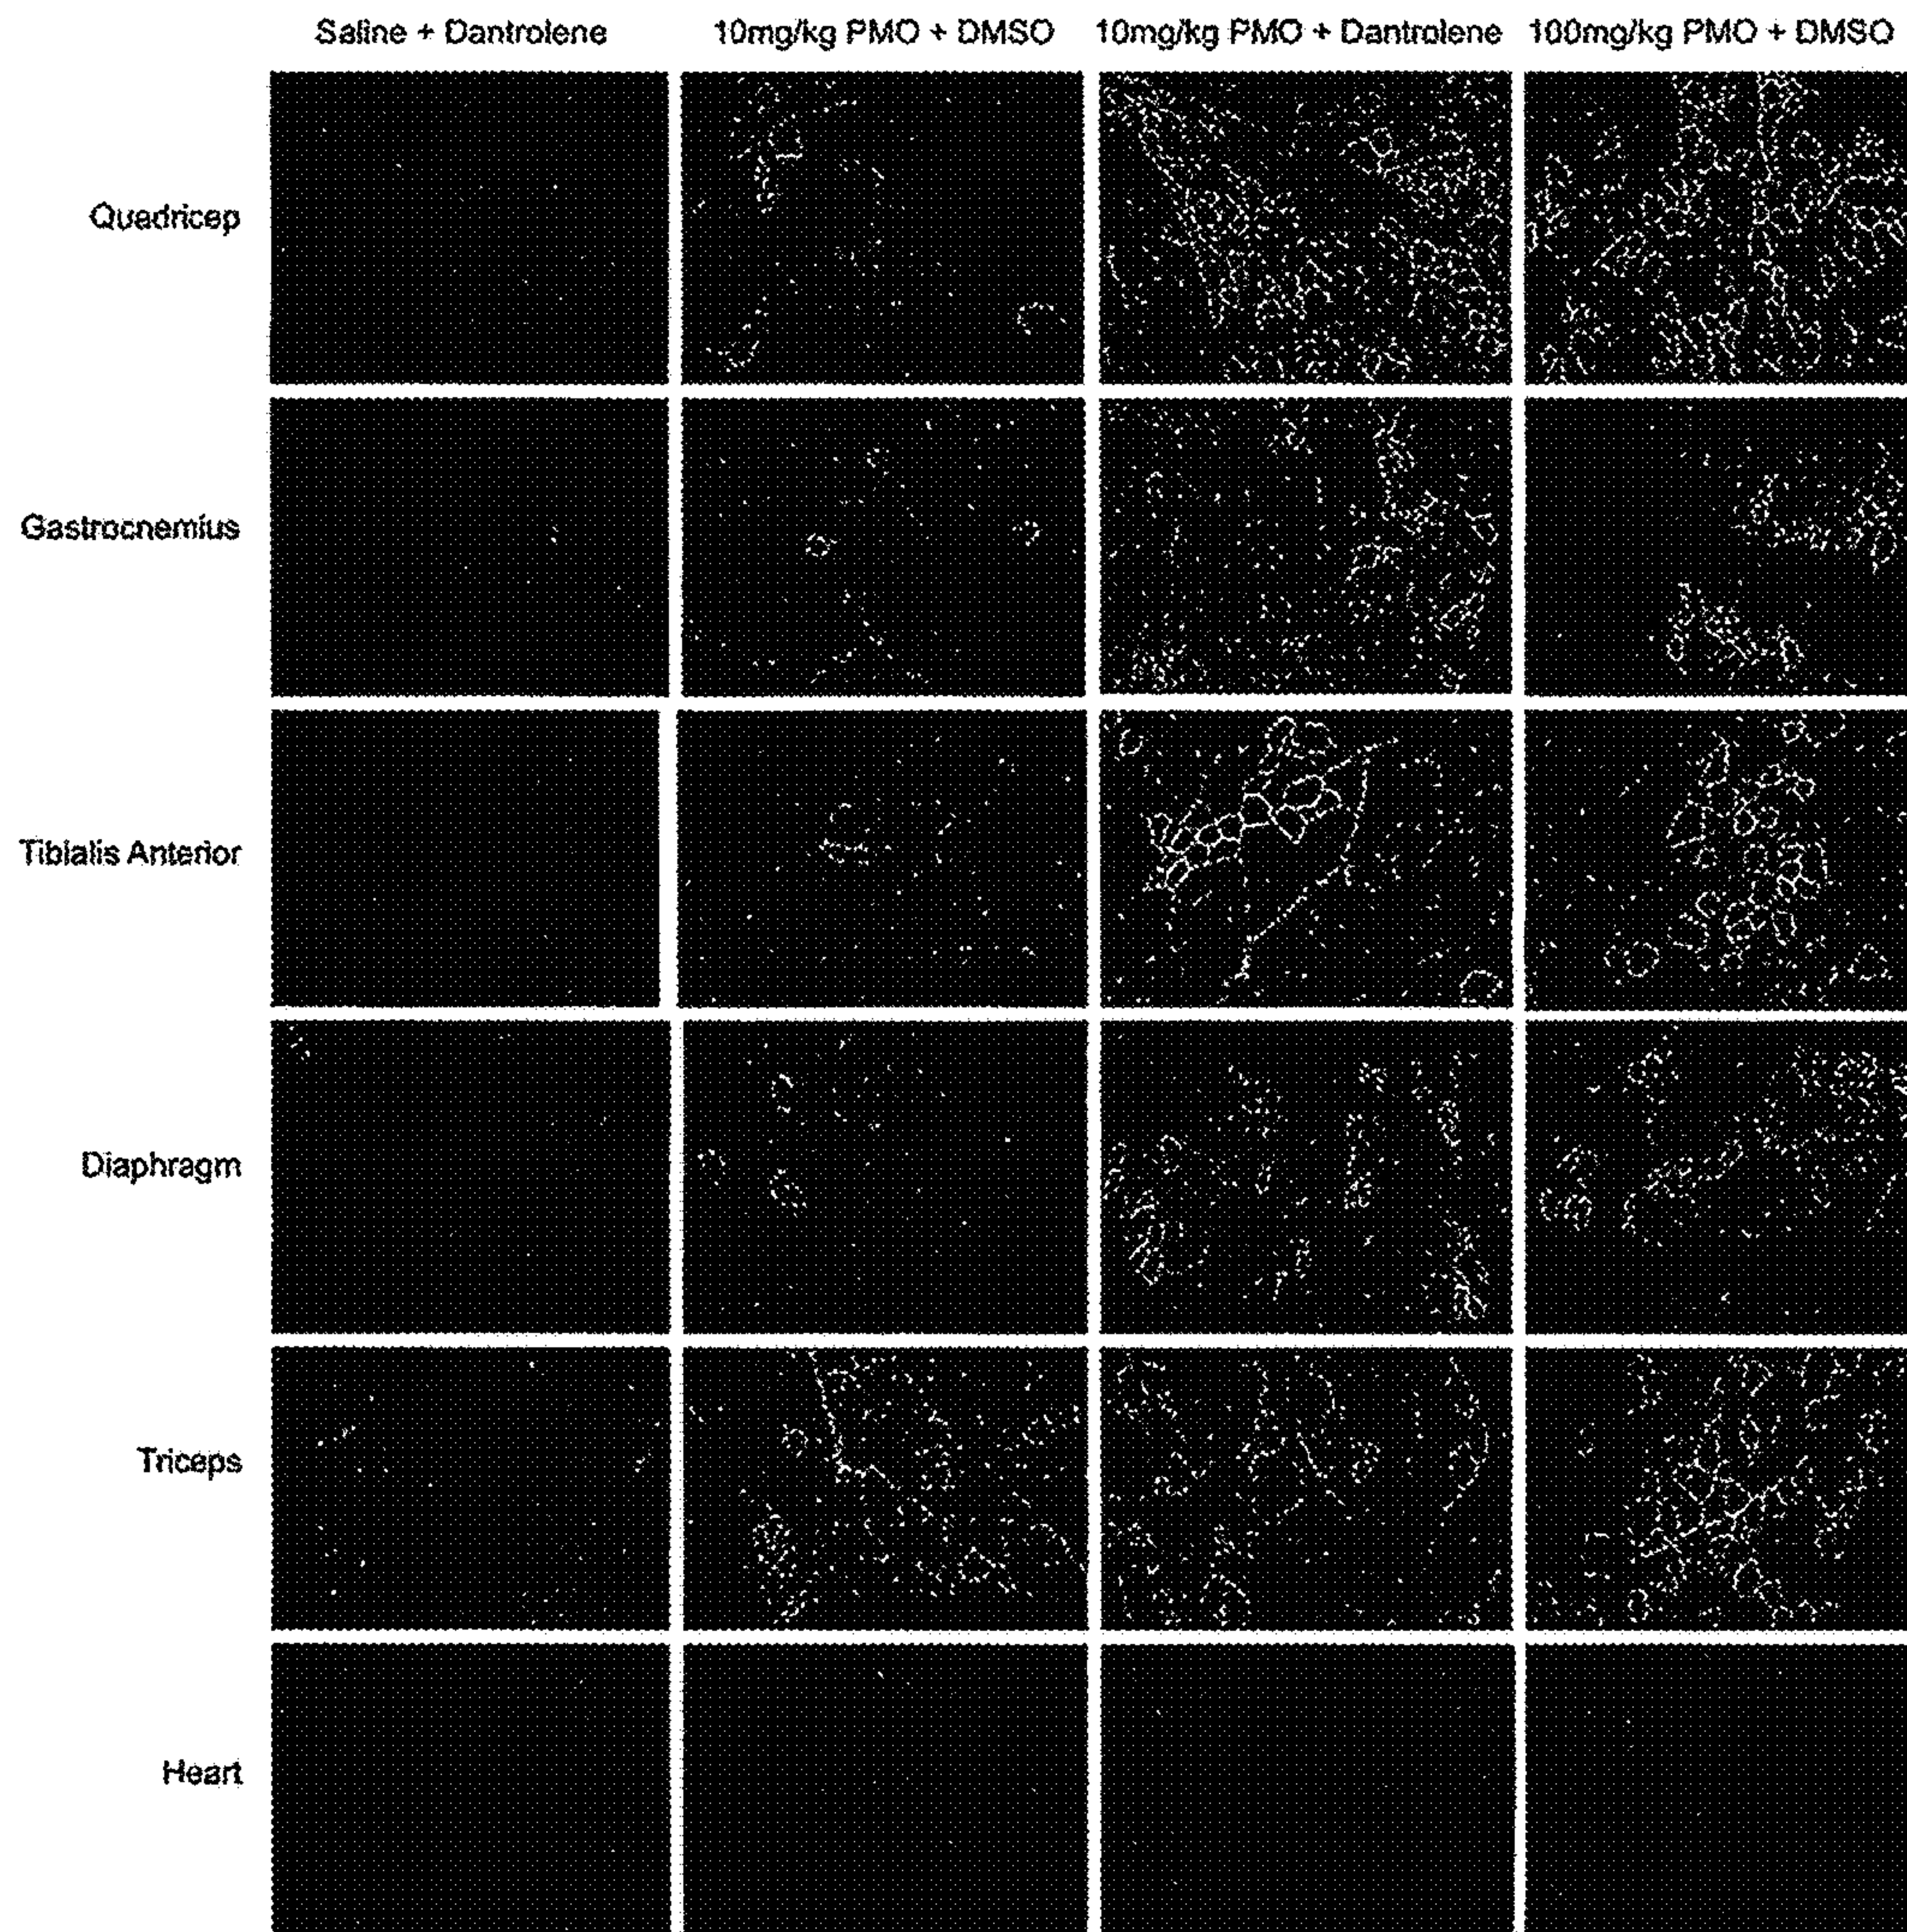 Saline + Dantrolene
10mg/kg PMO + DMSO
10mg/kg PMO + Dantrolene
100mg/kg PMO + DMSO
Quadricep
Gastrocnemius
Tibialis Anterior
Diaphragm
Triceps
Heart